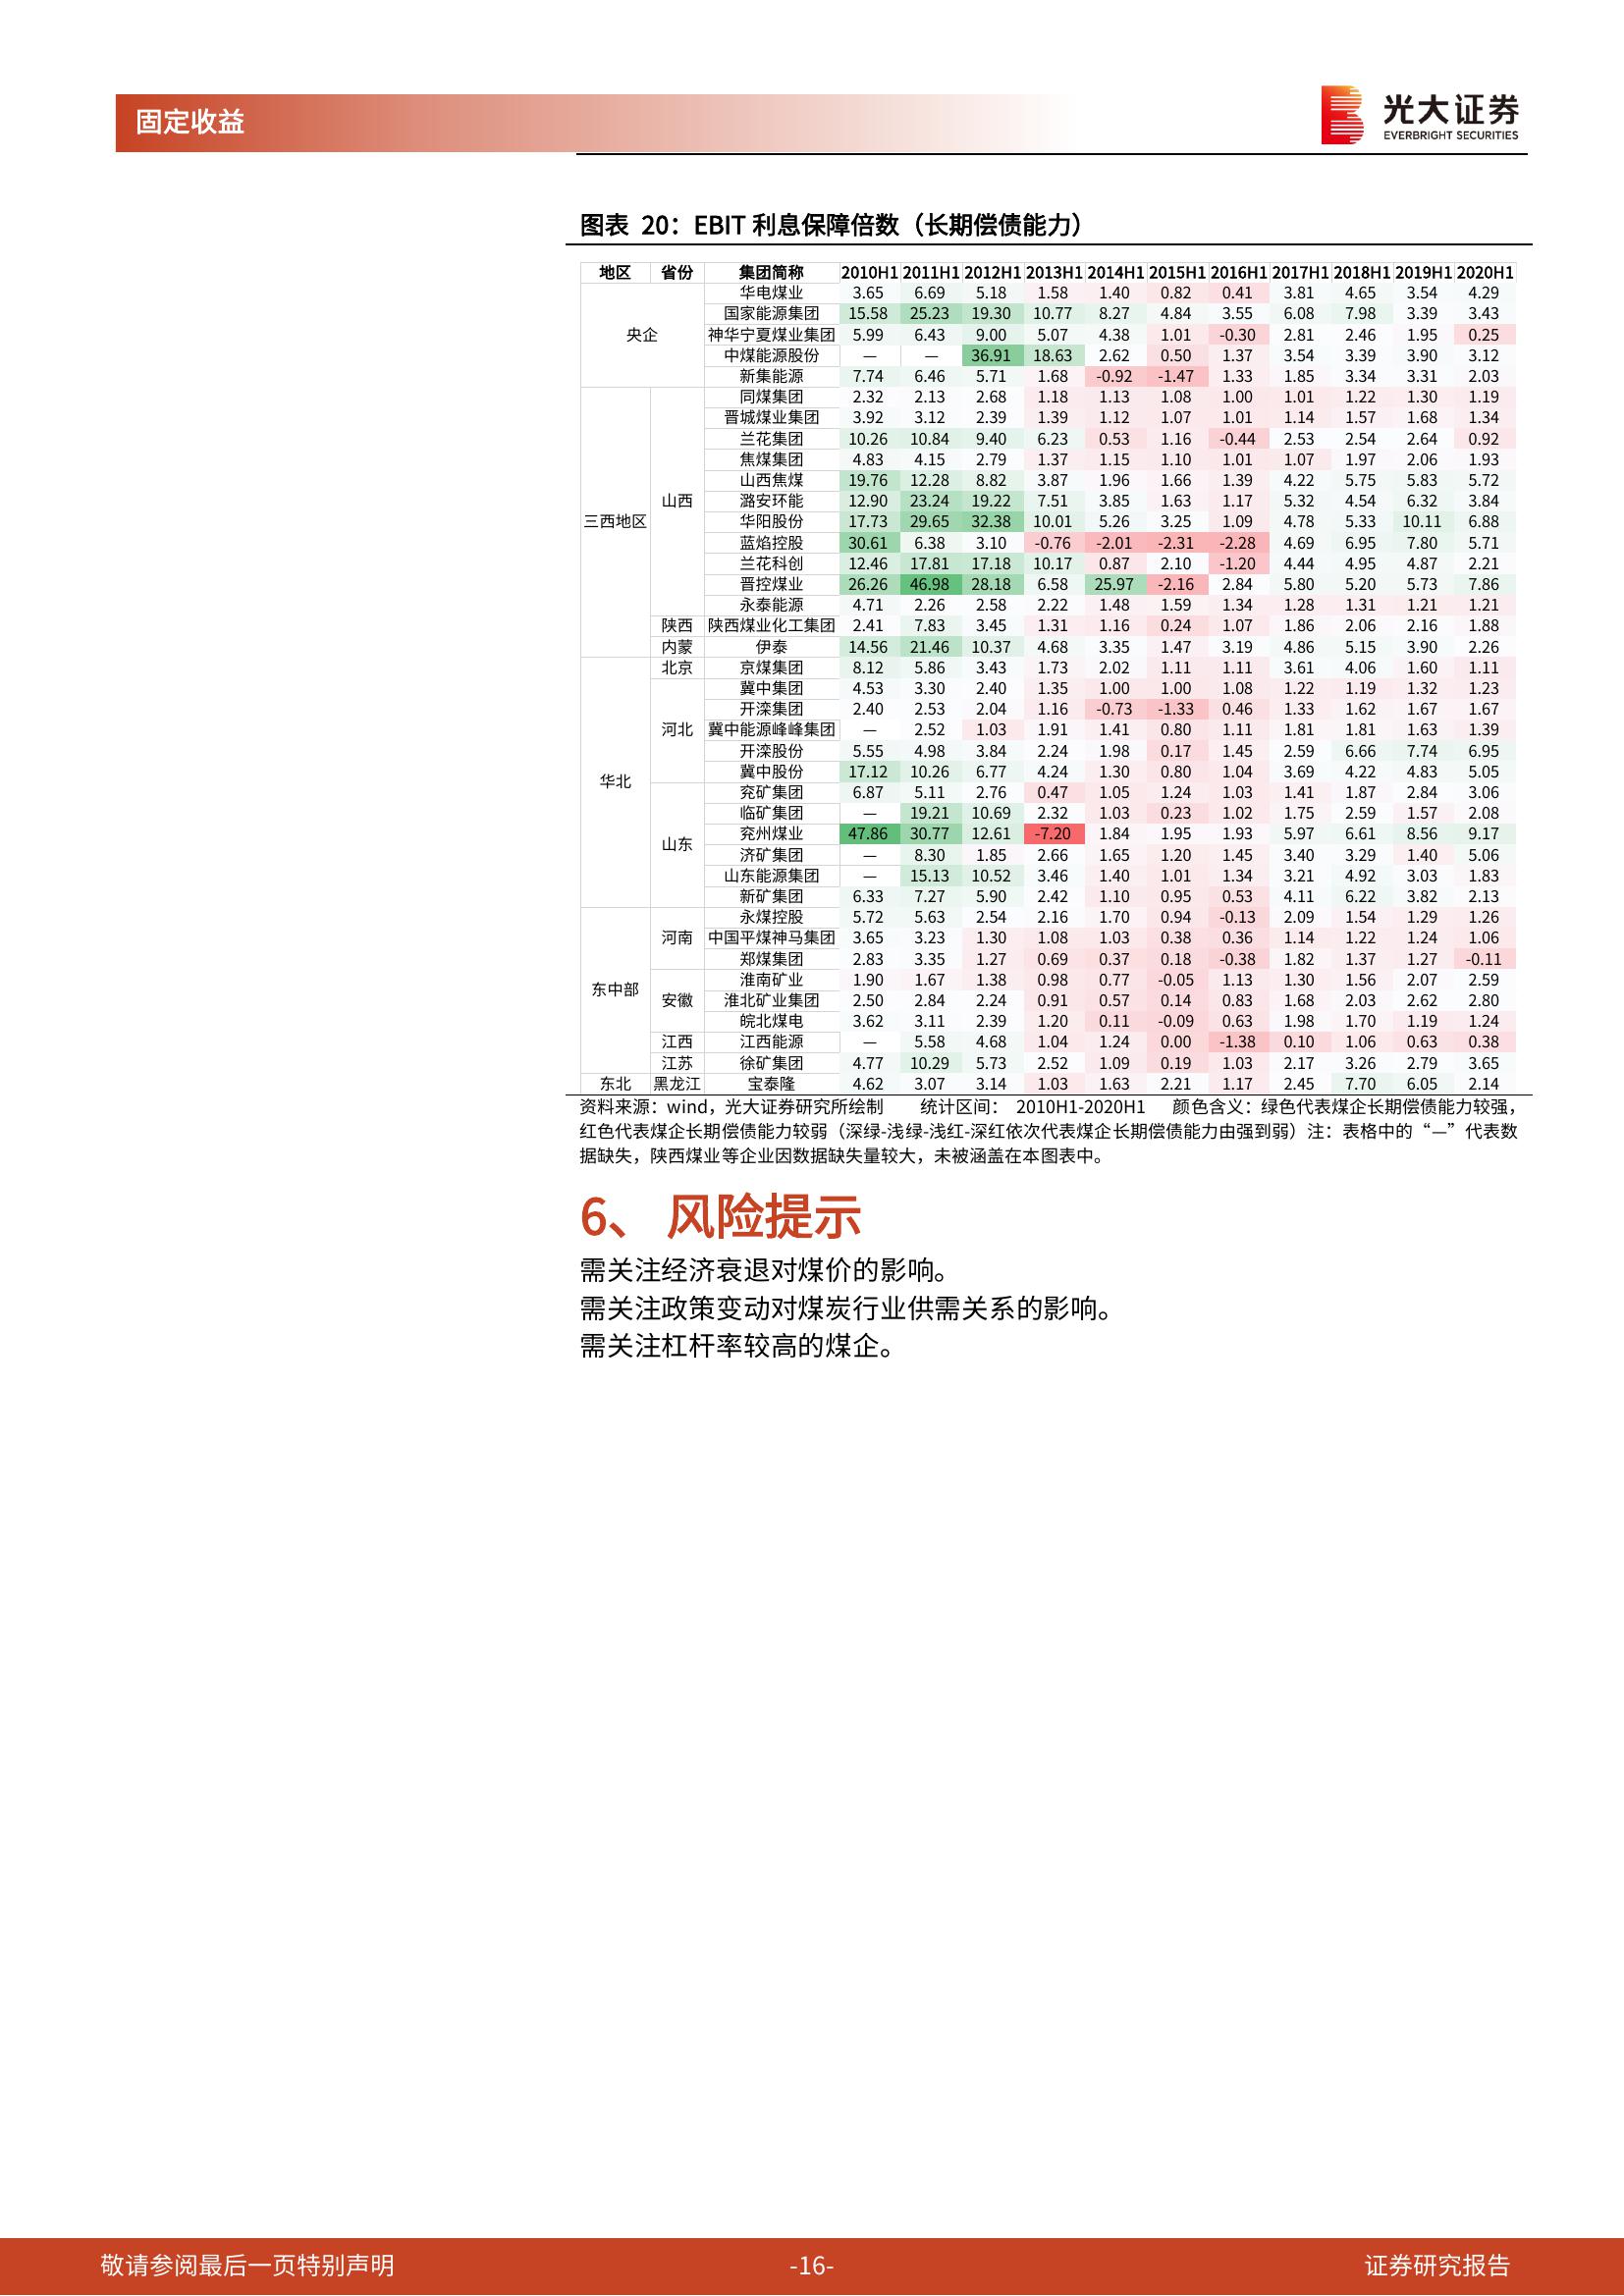 固定收益
光大证券
EVERBRIGHT SECURITIES
图表 20：EBIT 利息保障倍数（长期偿债能力）
地区 省份 集团简称 2010H1 2011H1 2012H1 2013H1 2014H1 2015H1 2016H1 2017H1 2018H1 2019H1 2020H1
央企 华电煤业 3.65 6.69 5.18 1.58 1.40 0.82 0.41 3.81 4.65 3.54 4.29
国家能源集团 15.58 25.23 19.30 10.77 8.27 4.84 3.55 6.08 7.98 3.39 3.43
神华宁夏煤业集团 5.99 6.43 9.00 5.07 4.38 1.01 -0.30 2.81 2.46 1.95 0.25
中煤能源股份 — — 36.91 18.63 2.62 0.50 1.37 3.54 3.39 3.90 3.12
新集能源 7.74 6.46 5.71 1.68 -0.92 -1.47 1.33 1.85 3.34 3.31 2.03
三西地区 山西 同煤集团 2.32 2.13 2.68 1.18 1.13 1.08 1.00 1.01 1.22 1.30 1.19
晋城煤业集团 3.92 3.12 2.39 1.39 1.12 1.07 1.01 1.14 1.57 1.68 1.34
兰花集团 10.26 10.84 9.40 6.23 0.53 1.16 -0.44 2.53 2.54 2.64 0.92
焦煤集团 4.83 4.15 2.79 1.37 1.15 1.10 1.01 1.07 1.97 2.06 1.93
山西焦煤 19.76 12.28 8.82 3.87 1.96 1.66 1.39 4.22 5.75 5.83 5.72
潞安环能 12.90 23.24 19.22 7.51 3.85 1.63 1.17 5.32 4.54 6.32 3.84
华阳股份 17.73 29.65 32.38 10.01 5.26 3.25 1.09 4.78 5.33 10.11 6.88
蓝焰控股 30.61 6.38 3.10 -0.76 -2.01 -2.31 -2.28 4.69 6.95 7.80 5.71
兰花科创 12.46 17.81 17.18 10.17 0.87 2.10 -1.20 4.44 4.95 4.87 2.21
晋控煤业 26.26 46.98 28.18 6.58 25.97 -2.16 2.84 5.80 5.20 5.73 7.86
永泰能源 4.71 2.26 2.58 2.22 1.48 1.59 1.34 1.28 1.31 1.21 1.21
陕西 陕西煤业化工集团 2.41 7.83 3.45 1.31 1.16 0.24 1.07 1.86 2.06 2.16 1.88
内蒙 伊泰 14.56 21.46 10.37 4.68 3.35 1.47 3.19 4.86 5.15 3.90 2.26
华北 北京 京煤集团 8.12 5.86 3.43 1.73 2.02 1.11 1.11 3.61 4.06 1.60 1.11
河北 冀中集团 4.53 3.30 2.40 1.35 1.00 1.00 1.08 1.22 1.19 1.32 1.23
开滦集团 2.40 2.53 2.04 1.16 -0.73 -1.33 0.46 1.33 1.62 1.67 1.67
冀中能源峰峰集团 — 2.52 1.03 1.91 1.41 0.80 1.11 1.81 1.81 1.63 1.39
开滦股份 5.55 4.98 3.84 2.24 1.98 0.17 1.45 2.59 6.66 7.74 6.95
冀中股份 17.12 10.26 6.77 4.24 1.30 0.80 1.04 3.69 4.22 4.83 5.05
山东 兖矿集团 6.87 5.11 2.76 0.47 1.05 1.24 1.03 1.41 1.87 2.84 3.06
临矿集团 — 19.21 10.69 2.32 1.03 0.23 1.02 1.75 2.59 1.57 2.08
兖州煤业 47.86 30.77 12.61 -7.20 1.84 1.95 1.93 5.97 6.61 8.56 9.17
济矿集团 — 8.30 1.85 2.66 1.65 1.20 1.45 3.40 3.29 1.40 5.06
山东能源集团 — 15.13 10.52 3.46 1.40 1.01 1.34 3.21 4.92 3.03 1.83
新矿集团 6.33 7.27 5.90 2.42 1.10 0.95 0.53 4.11 6.22 3.82 2.13
东中部 河南 永煤控股 5.72 5.63 2.54 2.16 1.70 0.94 -0.13 2.09 1.54 1.29 1.26
中国平煤神马集团 3.65 3.23 1.30 1.08 1.03 0.38 0.36 1.14 1.22 1.24 1.06
郑煤集团 2.83 3.35 1.27 0.69 0.37 0.18 -0.38 1.82 1.37 1.27 -0.11
安徽 淮南矿业 1.90 1.67 1.38 0.98 0.77 -0.05 1.13 1.30 1.56 2.07 2.59
淮北矿业集团 2.50 2.84 2.24 0.91 0.57 0.14 0.83 1.68 2.03 2.62 2.80
皖北煤电 3.62 3.11 2.39 1.20 0.11 -0.09 0.63 1.98 1.70 1.19 1.24
江西 江西能源 — 5.58 4.68 1.04 1.24 0.00 -1.38 0.10 1.06 0.63 0.38
江苏 徐矿集团 4.77 10.29 5.73 2.52 1.09 0.19 1.03 2.17 3.26 2.79 3.65
东北 黑龙江 宝泰隆 4.62 3.07 3.14 1.03 1.63 2.21 1.17 2.45 7.70 6.05 2.14
资料来源：wind，光大证券研究所绘制 统计区间： 2010H1-2020H1 颜色含义：绿色代表煤企长期偿债能力较强，
红色代表煤企长期偿债能力较弱（深绿-浅绿-浅红-深红依次代表煤企长期偿债能力由强到弱）注：表格中的“—”代表数
据缺失，陕西煤业等企业因数据缺失量较大，未被涵盖在本图表中。
6、 风险提示
需关注经济衰退对煤价的影响。
需关注政策变动对煤炭行业供需关系的影响。
需关注杠杆率较高的煤企。
敬请参阅最后一页特别声明 -16- 证券研究报告